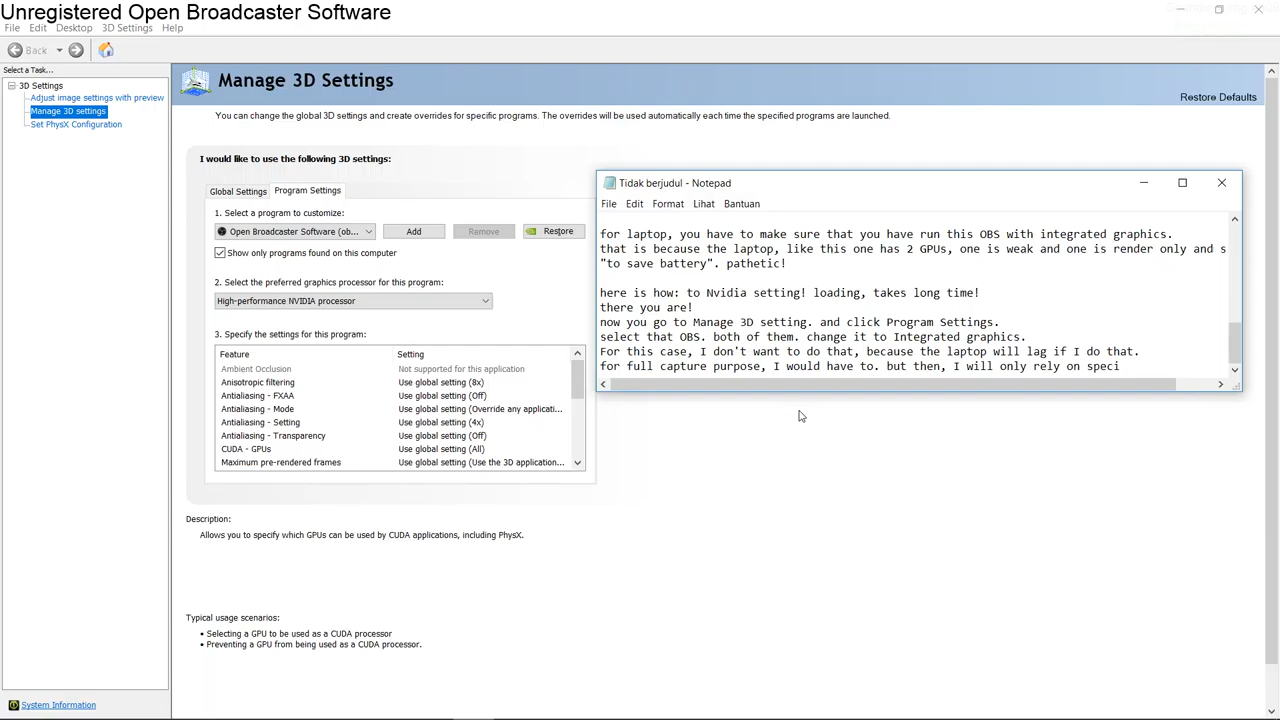 Unregistered Open Broadcaster Software
File Edit Desktop 3D Settings Help
Back
Select a Task...
3D Settings
Adjust image settings with preview
Manage 3D settings
Set PhysX Configuration
System Information
Manage 3D Settings
Restore Defaults
You can change the global 3D settings and create overrides for specific programs. The overrides will be used automatically each time the specified programs are launched.
I would like to use the following 3D settings:
Global Settings Program Settings
1. Select a program to customize:
Open Broadcaster Software (ob... Add Remove Restore
Show only programs found on this computer
2. Select the preferred graphics processor for this program:
High-performance NVIDIA processor
3. Specify the settings for this program:
Feature Setting
Ambient Occlusion Not supported for this application
Anisotropic filtering Use global setting (8x)
Antialiasing - FXAA Use global setting (Off)
Antialiasing - Mode Use global setting (Override any applicati...
Antialiasing - Setting Use global setting (4x)
Antialiasing - Transparency Use global setting (Off)
CUDA - GPUs Use global setting (All)
Maximum pre-rendered frames Use global setting (Use the 3D application...
Description:
Allows you to specify which GPUs can be used by CUDA applications, including PhysX.
Typical usage scenarios:
• Selecting a GPU to be used as a CUDA processor
• Preventing a GPU from being used as a CUDA processor.
Tidak berjudul - Notepad
File Edit Format Lihat Bantuan
for laptop, you have to make sure that you have run this OBS with integrated graphics.
that is because the laptop, like this one has 2 GPUs, one is weak and one is render only and s
"to save battery". pathetic!
here is how: to Nvidia setting! loading, takes long time!
there you are!
now you go to Manage 3D setting. and click Program Settings.
select that OBS. both of them. change it to Integrated graphics.
For this case, I don't want to do that, because the laptop will lag if I do that.
for full capture purpose, I would have to. but then, I will only rely on speci